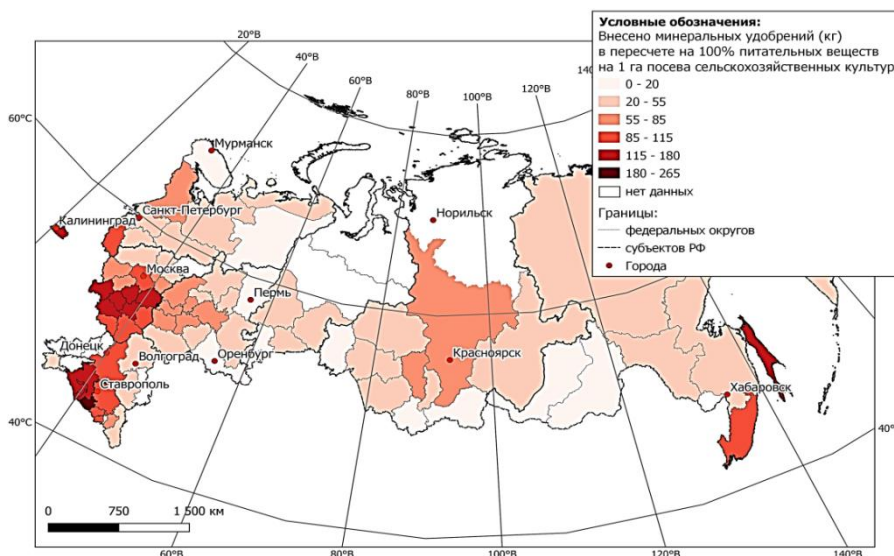 Условные обозначения:
Внесено минеральных удобрений (кг)
в пересчете на 100% питательных веществ
на 1 га посева сельскохозяйственных культур
0 - 20
20 - 55
55 - 85
85 - 115
115 - 180
180 - 265
нет данных
Границы:
федеральных округов
субъектов РФ
Города
20°В
40°В
60°В
80°В
100°В
120°В
60°С
Мурманск
Санкт-Петербург
Калининград
Норильск
Москва
Пермь
Донецк
Волгоград
Оренбург
Красноярск
Ставрополь
Хабаровск
40°С
0 750 1 500 км
60°В
80°В
100°В
120°В
140°В